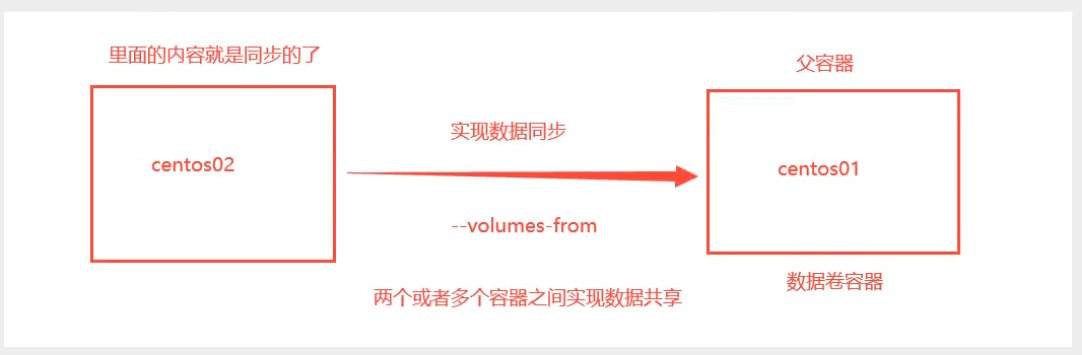 里面的内容就是同步的了
父容器
实现数据同步
centos02
centos01
--volumes-from
数据卷容器
两个或者多个容器之间实现数据共享